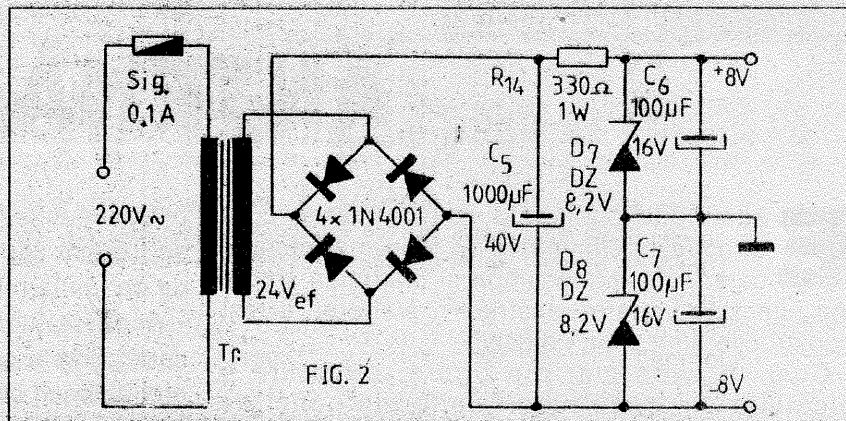 Sig.
0,1A
220V~
Tr.
24Vef
4x 1N4001
FIG. 2
C5
1000µF
40V
R14
330Ω
1W
D7
DZ
8,2V
C6
100µF
16V
+8V
D8
DZ
8,2V
C7
100µF
16V
-8V